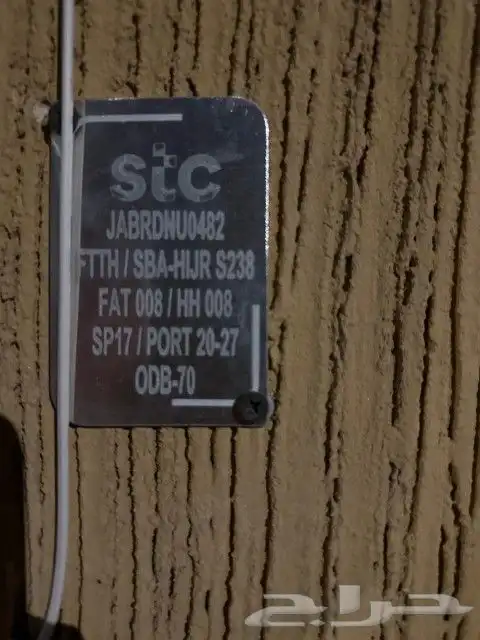 stc
JABRDNU0482
FTTH / SBA-HIJR S238
FAT 008 / HH 008
SP17 / PORT 20-27
ODB-70
حراج